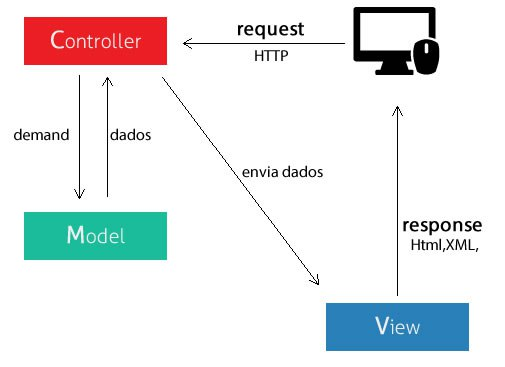 request
HTTP
Controller
demand
dados
envia dados
Model
response
Html,XML,
View